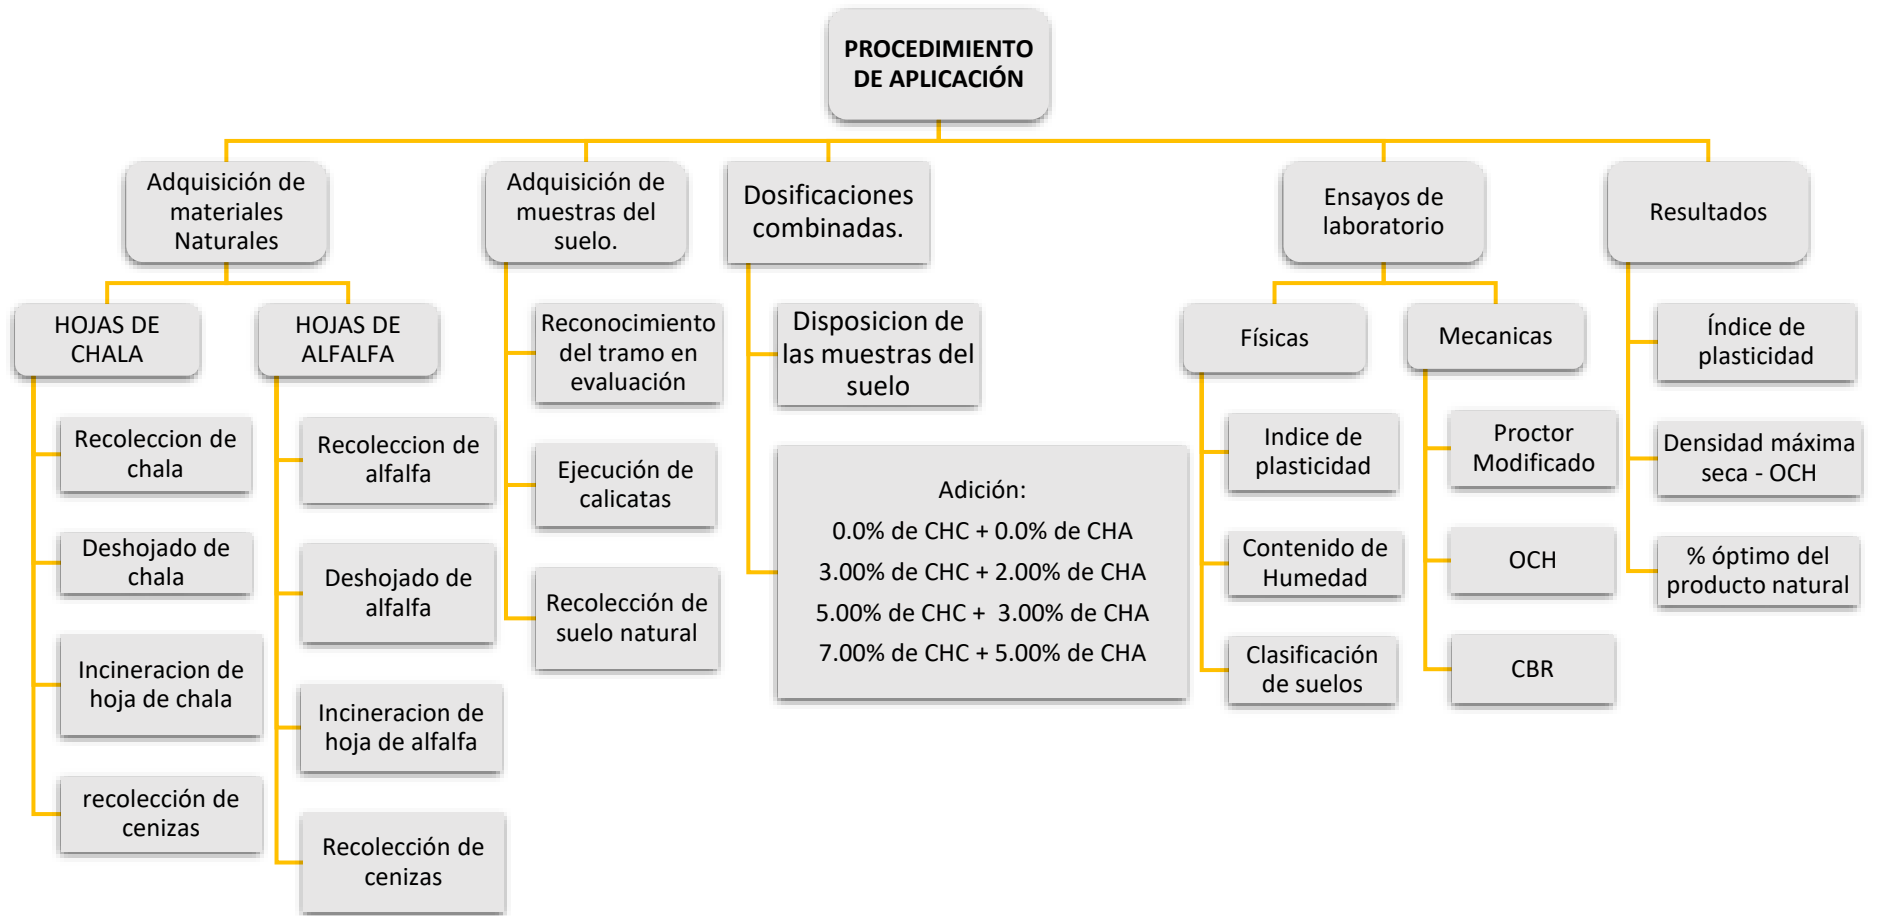 PROCEDIMIENTO
DE APLICACIÓN
Adquisición de
materiales
Naturales
HOJAS DE
CHALA
Recoleccion de
chala
Deshojado de
chala
Incineracion de
hoja de chala
recolección de
cenizas
HOJAS DE
ALFALFA
Recoleccion de
alfalfa
Deshojado de
alfalfa
Incineracion de
hoja de alfalfa
Recolección de
cenizas
Adquisición de
muestras del
suelo.
Reconocimiento
del tramo en
evaluación
Ejecución de
calicatas
Recolección de
suelo natural
Dosificaciones
combinadas.
Disposicion de
las muestras del
suelo
Adición:
0.0% de CHC + 0.0% de CHA
3.00% de CHC + 2.00% de CHA
5.00% de CHC +  3.00% de CHA
7.00% de CHC + 5.00% de CHA
Ensayos de
laboratorio
Físicas
Indice de
plasticidad
Contenido de
Humedad
Clasificación
de suelos
Mecanicas
Proctor
Modificado
OCH
CBR
Resultados
Índice de
plasticidad
Densidad máxima
seca - OCH
% óptimo del
producto natural